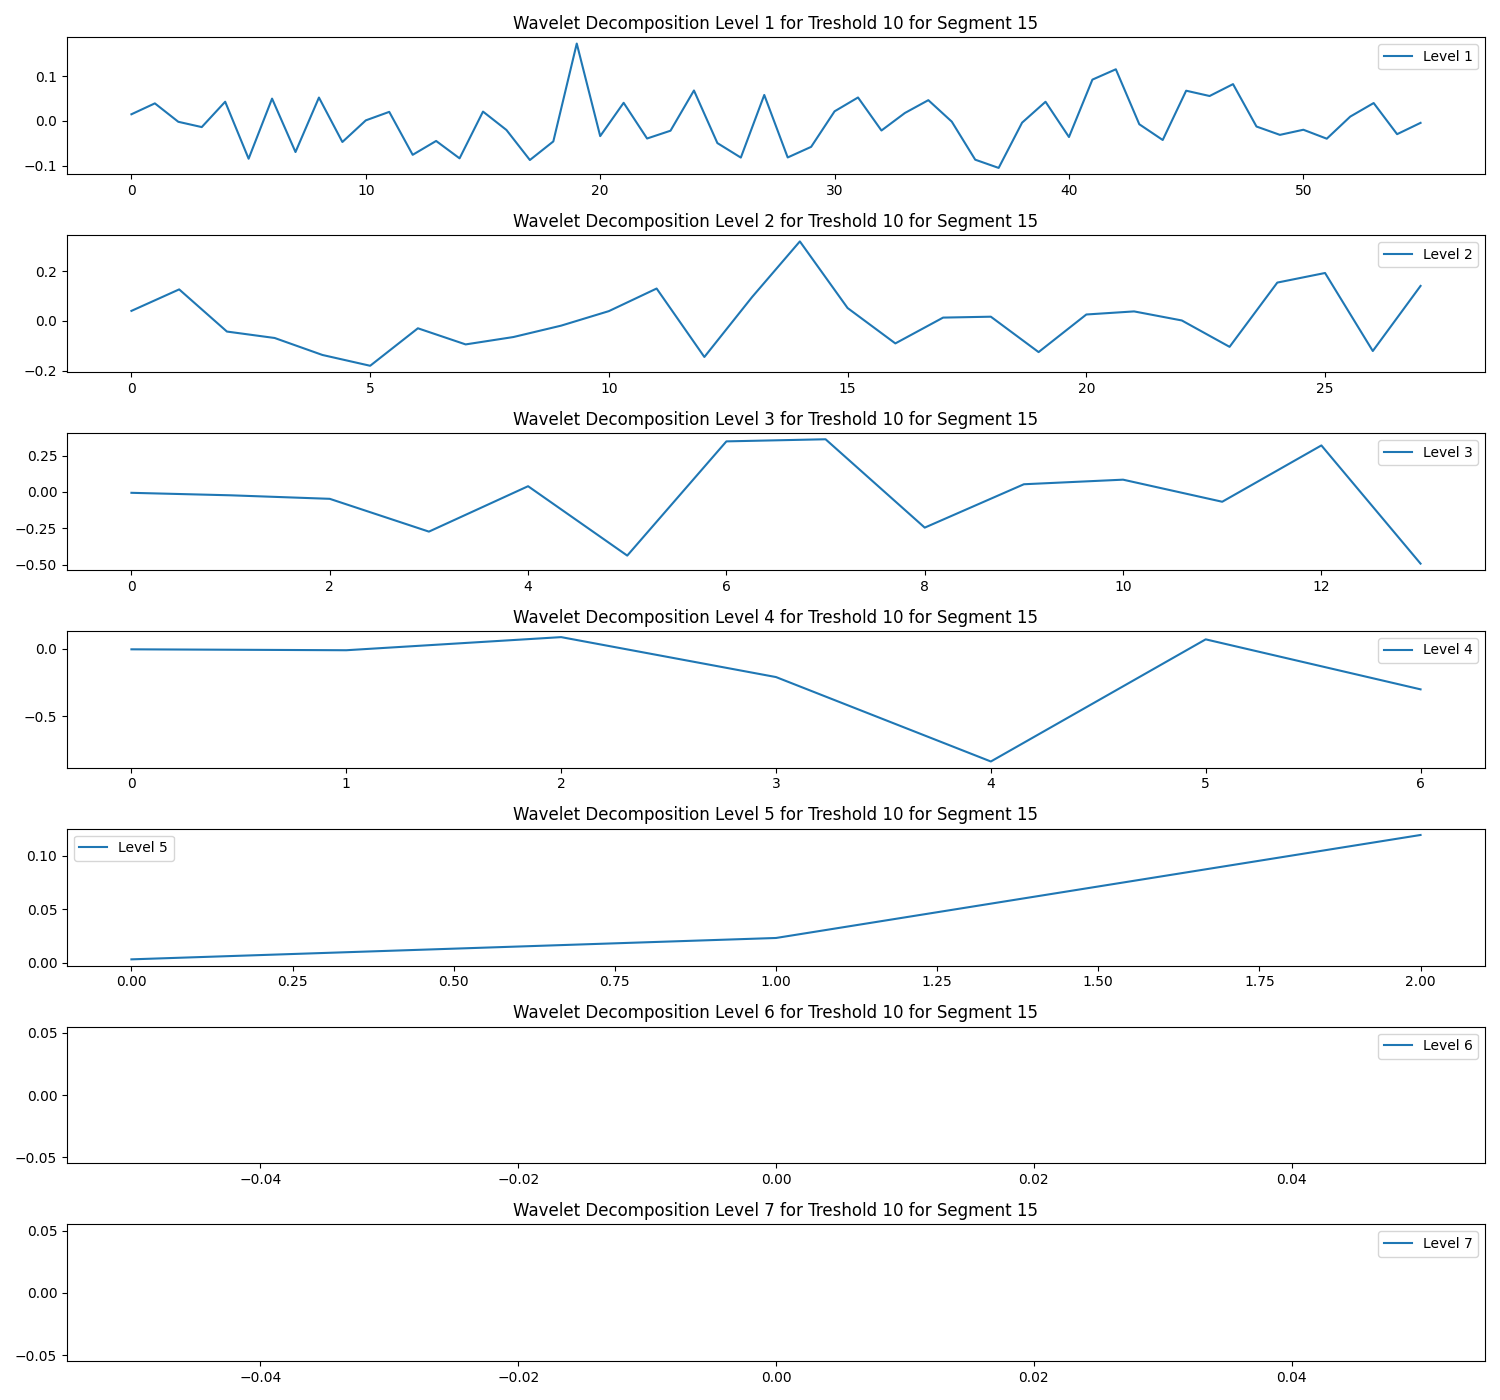 Wavelet Decomposition Level 1 for Treshold 10 for Segment 15
Level 1
0.1
0.0
−0.1
0 10 20 30 40 50
Wavelet Decomposition Level 2 for Treshold 10 for Segment 15
Level 2
0.2
0.0
−0.2
0 5 10 15 20 25
Wavelet Decomposition Level 3 for Treshold 10 for Segment 15
Level 3
0.25
0.00
−0.25
−0.50
0 2 4 6 8 10 12
Wavelet Decomposition Level 4 for Treshold 10 for Segment 15
Level 4
0.0
−0.5
0 1 2 3 4 5 6
Wavelet Decomposition Level 5 for Treshold 10 for Segment 15
Level 5
0.10
0.05
0.00
0.00 0.25 0.50 0.75 1.00 1.25 1.50 1.75 2.00
Wavelet Decomposition Level 6 for Treshold 10 for Segment 15
0.05
Level 6
0.00
−0.05
−0.04 −0.02 0.00 0.02 0.04
Wavelet Decomposition Level 7 for Treshold 10 for Segment 15
0.05
Level 7
0.00
−0.05
−0.04 −0.02 0.00 0.02 0.04